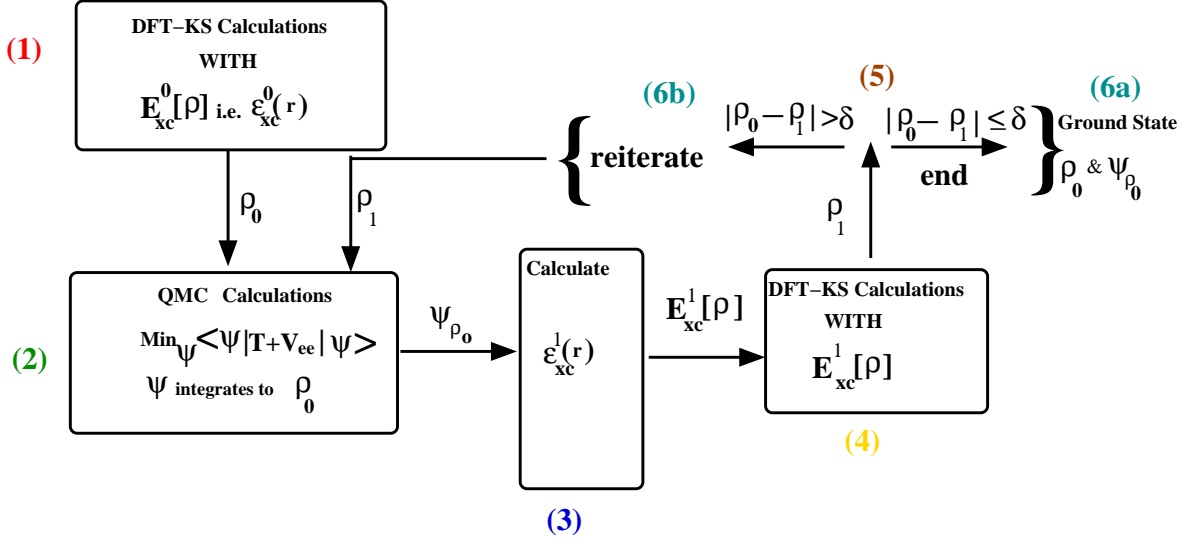 (1)
DFT–KS Calculations
WITH
E⁰xc[ρ] i.e. ε⁰xc(r)
ρ₀
ρ₁
(2)
QMC Calculations
Min ψ <ψ|T+Vee|ψ>
ψ integrates to ρ₀
ψρo
Calculate
ε¹xc(r)
(3)
E¹xc[ρ]
DFT–KS Calculations
WITH
E¹xc[ρ]
(4)
ρ₁
(5)
|ρ₀ – ρ₁| >δ
(6b)
{ reiterate
|ρ₀ – ρ₁| ≤ δ
end
(6a)
} Ground State
ρ₀ & ψρ₀